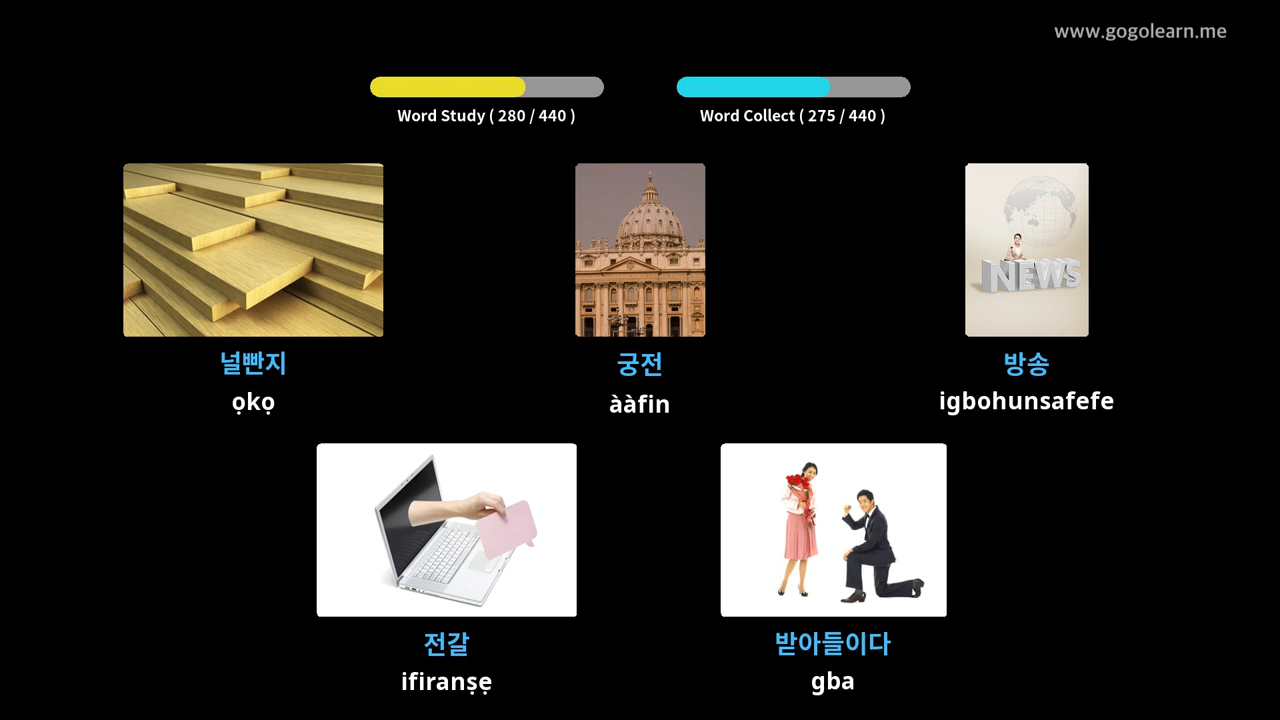 www.gogolearn.me
Word Study ( 280 / 440 )
Word Collect ( 275 / 440 )
NEWS
널빤지
궁전
방송
ọkọ
ààfin
igbohunsafefe
전갈
받아들이다
ifiranṣẹ
gba